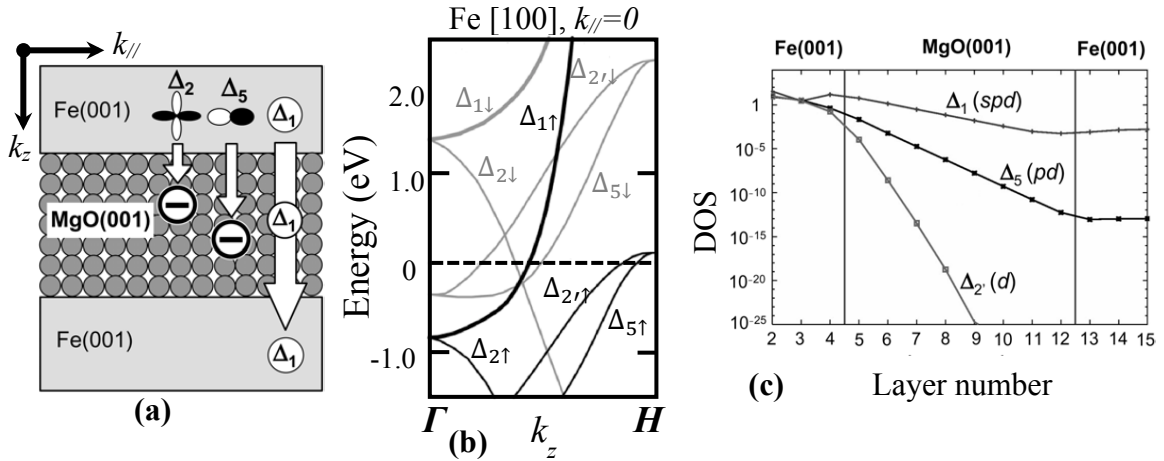 k//
kz
Fe(001)
Δ2
Δ5
Δ1
MgO(001)
Δ1
Fe(001)
Δ1
(a)
Fe [100], k//=0
Energy (eV)
2.0
1.0
0
-1.0
Δ1↓
Δ1↑
Δ2′↓
Δ2↓
Δ5↓
Δ2′↑
Δ5↑
Δ2↑
Γ
kz
H
(b)
Fe(001) MgO(001) Fe(001)
DOS
1
10-5
10-10
10-15
10-20
10-25
Δ1 (spd)
Δ5 (pd)
Δ2' (d)
2 3 4 5 6 7 8 9 10 11 12 13 14 15
Layer number
(c)